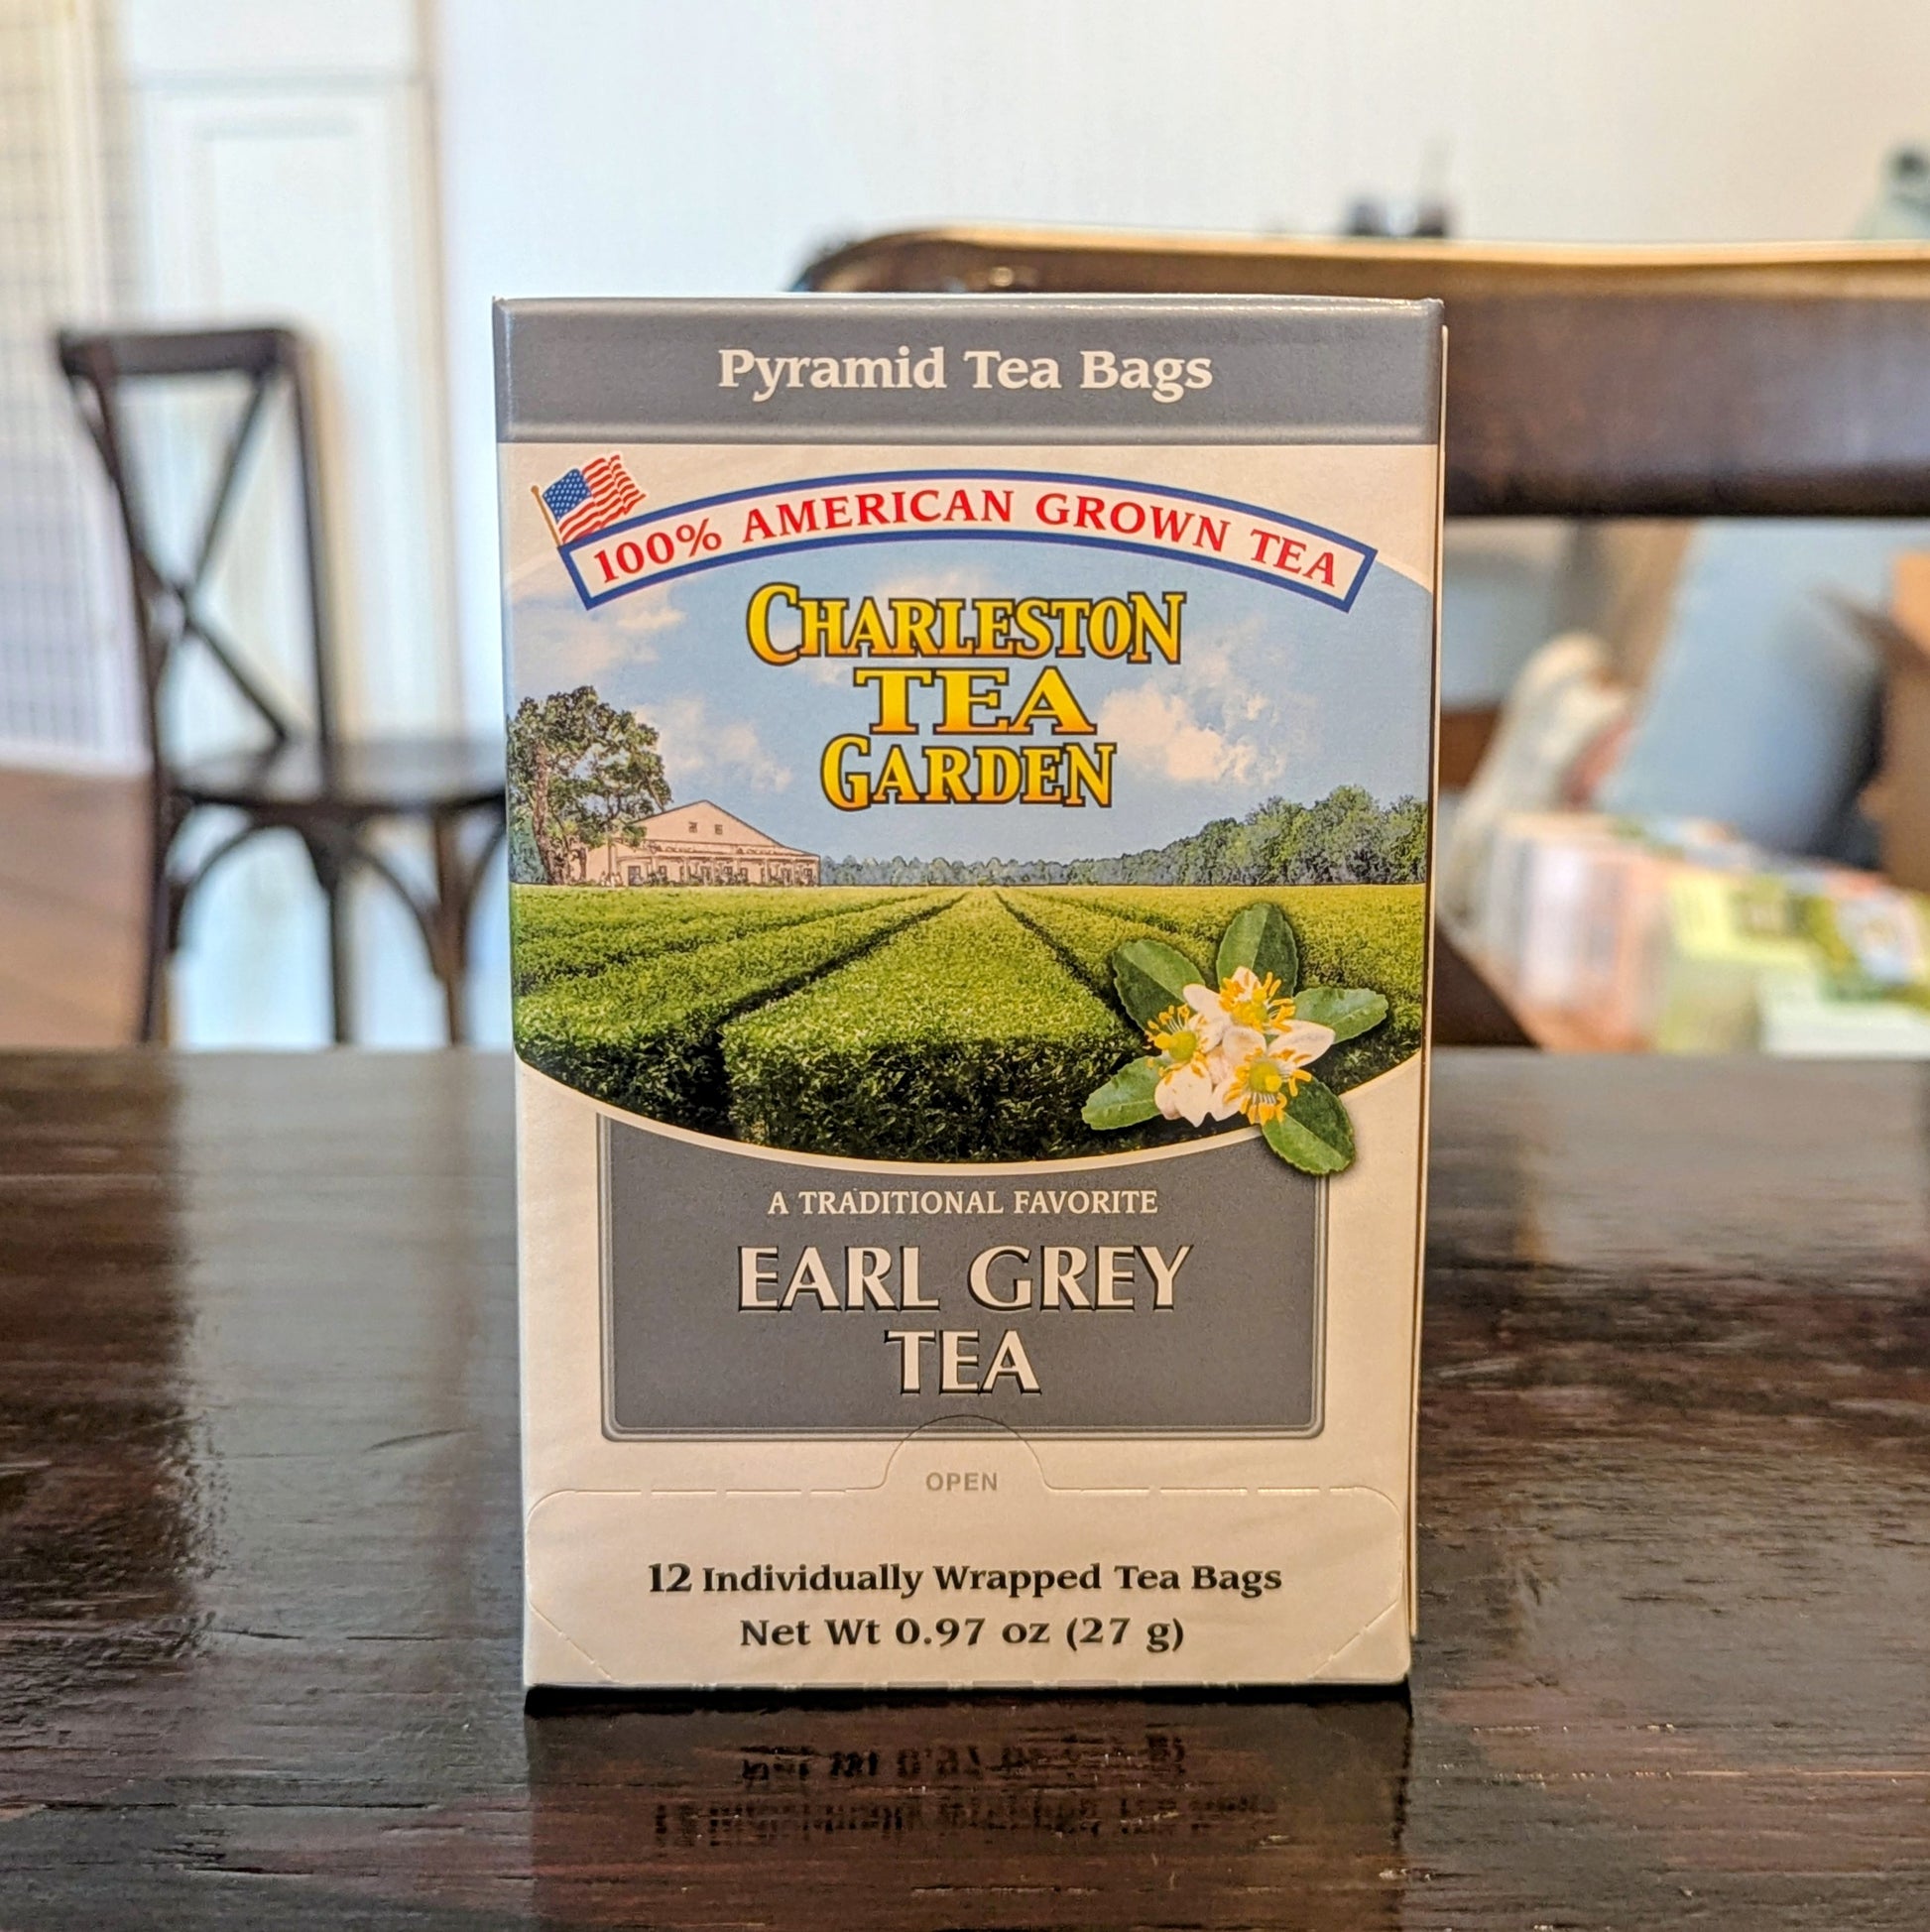 Pyramid Tea Bags
100% AMERICAN GROWN TEA
CHARLESTON
TEA
GARDEN
A TRADITIONAL FAVORITE
EARL GREY
TEA
OPEN
12 Individually Wrapped Tea Bags
Net Wt 0.97 oz (27 g)